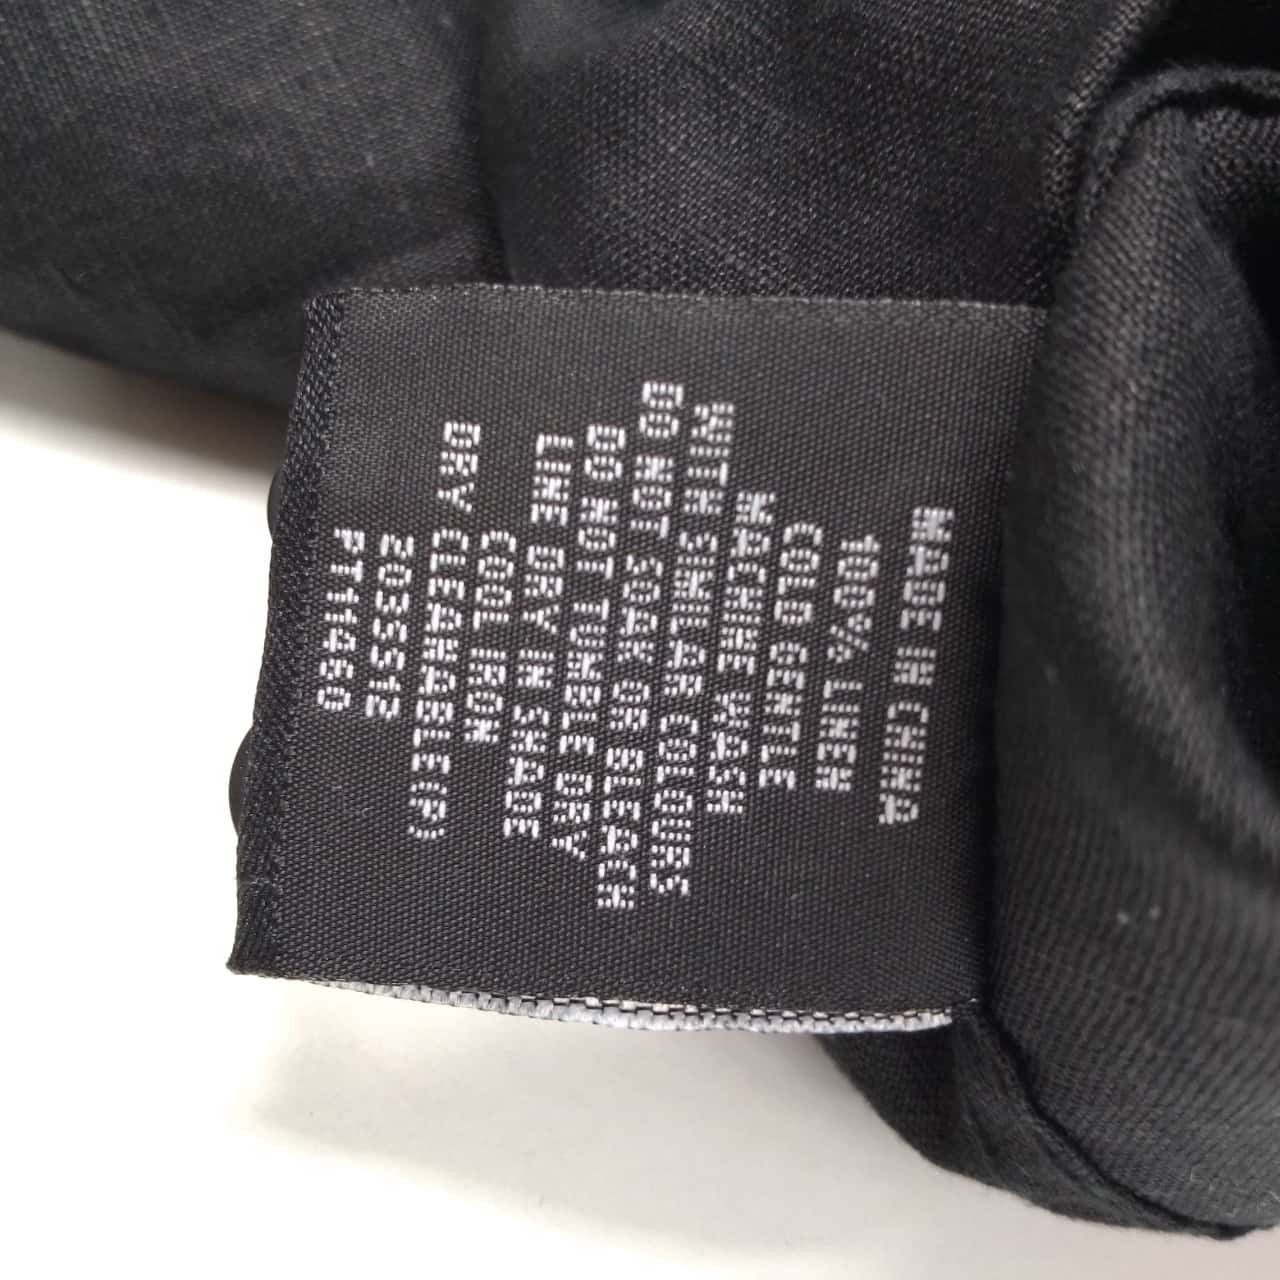 MADE IN CHINA
100% LINEN
COLD GENTLE
MACHINE WASH
WITH SIMILAR COLOURS
DO NOT SOAK OR BLEACH
DO NOT TUMBLE DRY
LINE DRY IN SHADE
COOL IRON
DRY CLEANABLE(P)
20SS12
PT11460